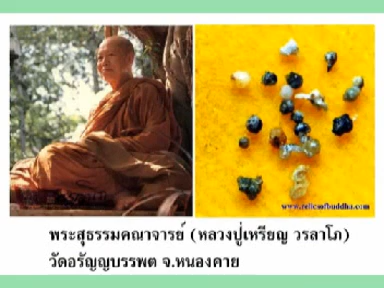 www.relicofbuddha.com
พระสุธรรมคณาจารย์ (หลวงปู่เหรียญ วรลาโภ)
วัดอรัญญบรรพต จ.หนองคาย